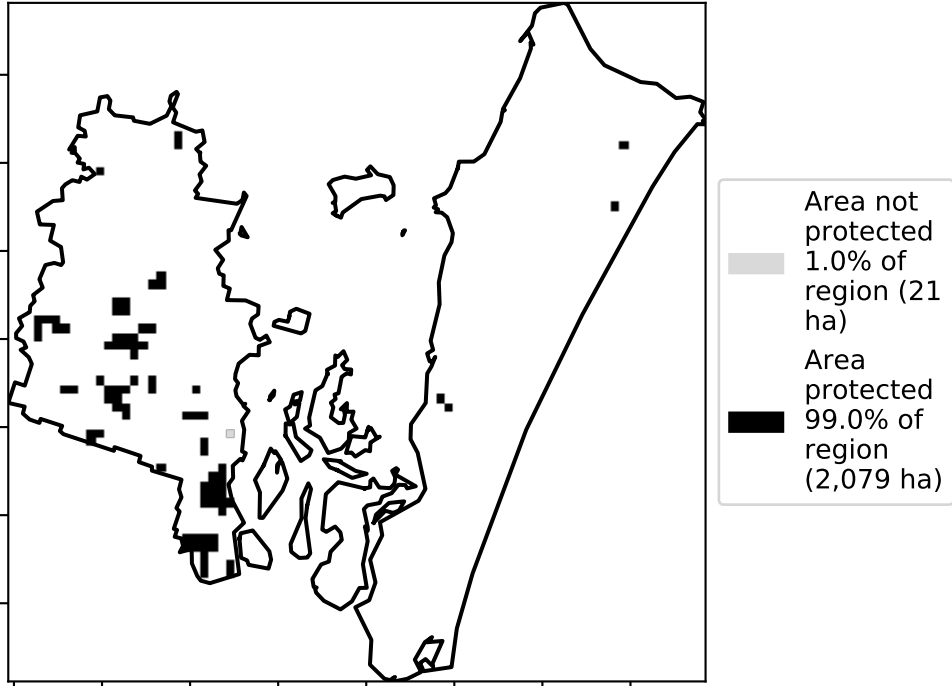 Area not
protected
1.0% of
region (21
ha)
Area
protected
99.0% of
region
(2,079 ha)